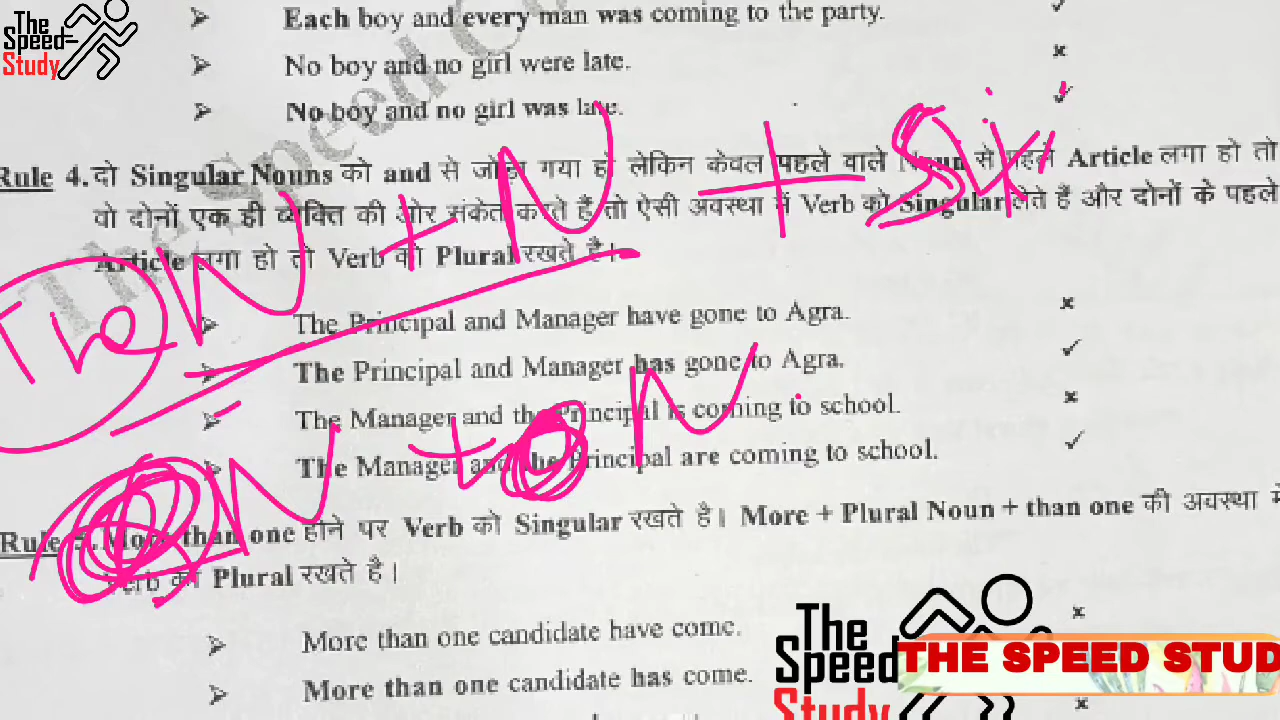 The Speed Study
➢ Each boy and every man was coming to the party. ✓
➢ No boy and no girl were late. ×
➢ No boy and no girl was late. ✓
Rule 4. दो Singular Nouns को and से जोड़ा गया हो लेकिन केवल पहले वाले Noun से पहले Article लगा हो तो
वो दोनों एक ही व्यक्ति की ओर संकेत करते हैं तो ऐसी अवस्था में Verb को Singular लेते हैं और दोनों के पहले
Article लगा हो तो Verb को Plural रखते है।
The N + N +
➢ The Principal and Manager have gone to Agra. ×
➢ The Principal and Manager has gone to Agra. ✓
➢ The Manager and the Principal is coming to school. ×
➢ The Manager and the Principal are coming to school. ✓
N + N
Rule 5. More than one होने पर Verb को Singular रखते है। More + Plural Noun + than one की अवस्था में
Verb को Plural रखते है।
➢ More than one candidate have come. ×
➢ More than one candidate has come.
The Speed Study
THE SPEED STUD